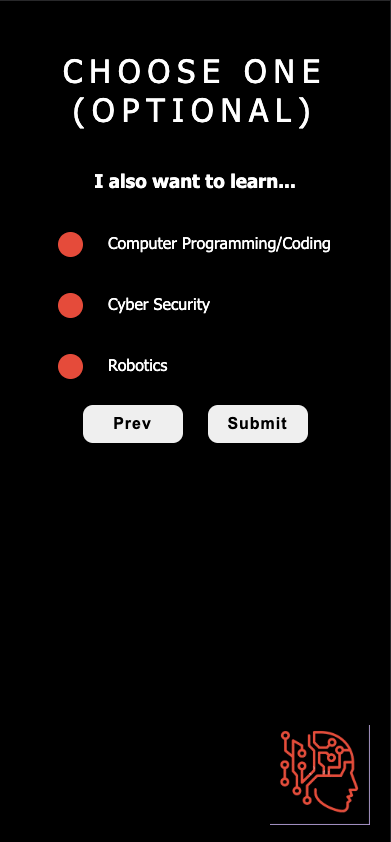 CHOOSE ONE
(OPTIONAL)
I also want to learn...
Computer Programming/Coding
Cyber Security
Robotics
Prev
Submit